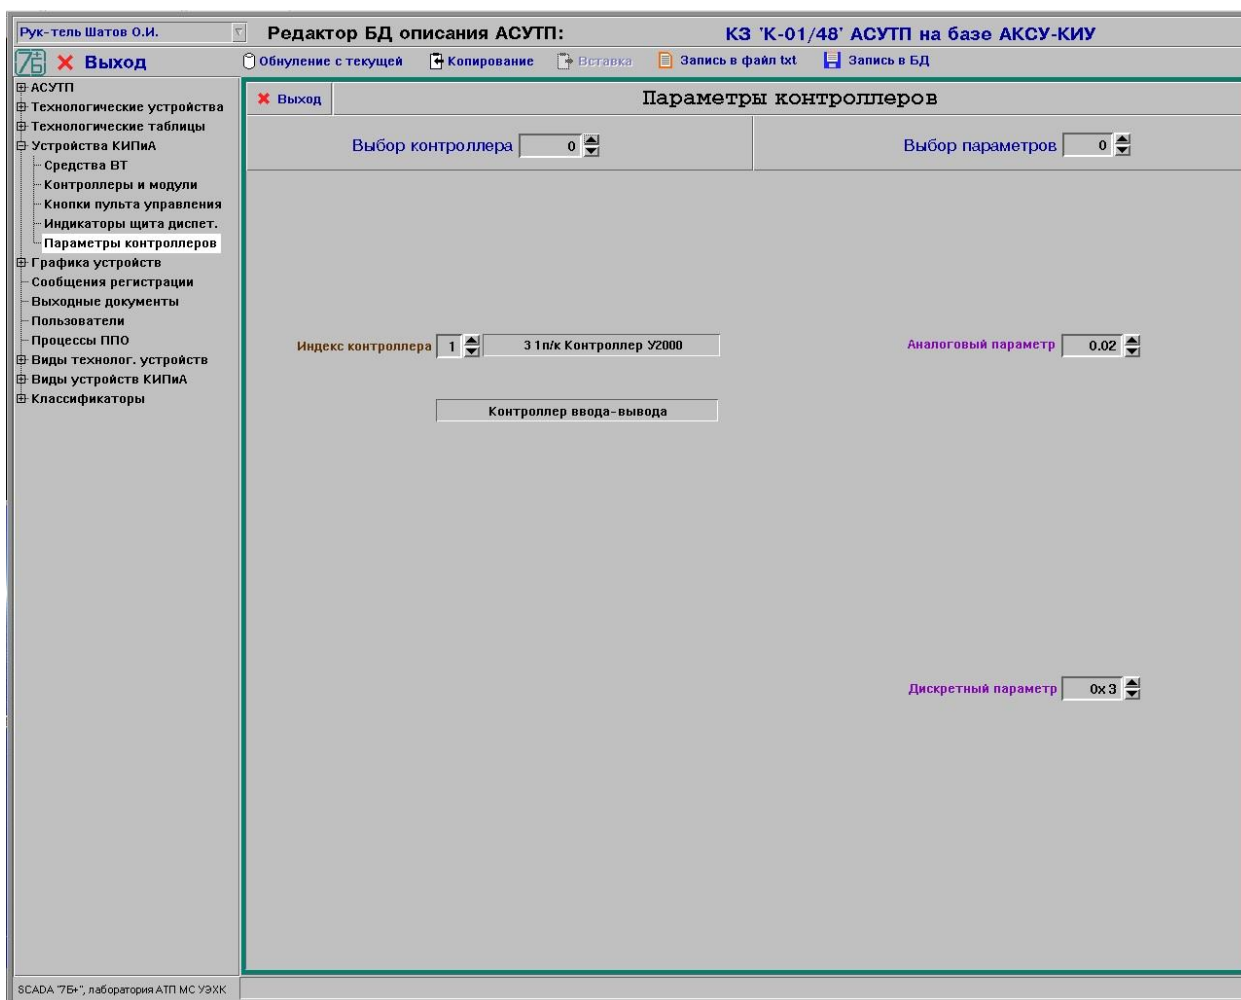 Рук-тель Шатов О.И.
Редактор БД описания АСУТП: КЗ 'К-01/48' АСУТП на базе АКСУ-КИУ
7Б Выход
Обнуление с текущей Копирование Вставка Запись в файл txt Запись в БД
АСУТП
Технологические устройства
Технологические таблицы
Устройства КИПиА
Средства ВТ
Контроллеры и модули
Кнопки пульта управления
Индикаторы щита диспет.
Параметры контроллеров
Графика устройств
Сообщения регистрации
Выходные документы
Пользователи
Процессы ППО
Виды технолог. устройств
Виды устройств КИПиА
Классификаторы
Выход
Параметры контроллеров
Выбор контроллера 0
Выбор параметров 0
Индекс контроллера 1 3 1п/к Контроллер У2000
Аналоговый параметр 0.02
Контроллер ввода-вывода
Дискретный параметр 0x3
SCADA "7Б+", лаборатория АТП МС УЭХК